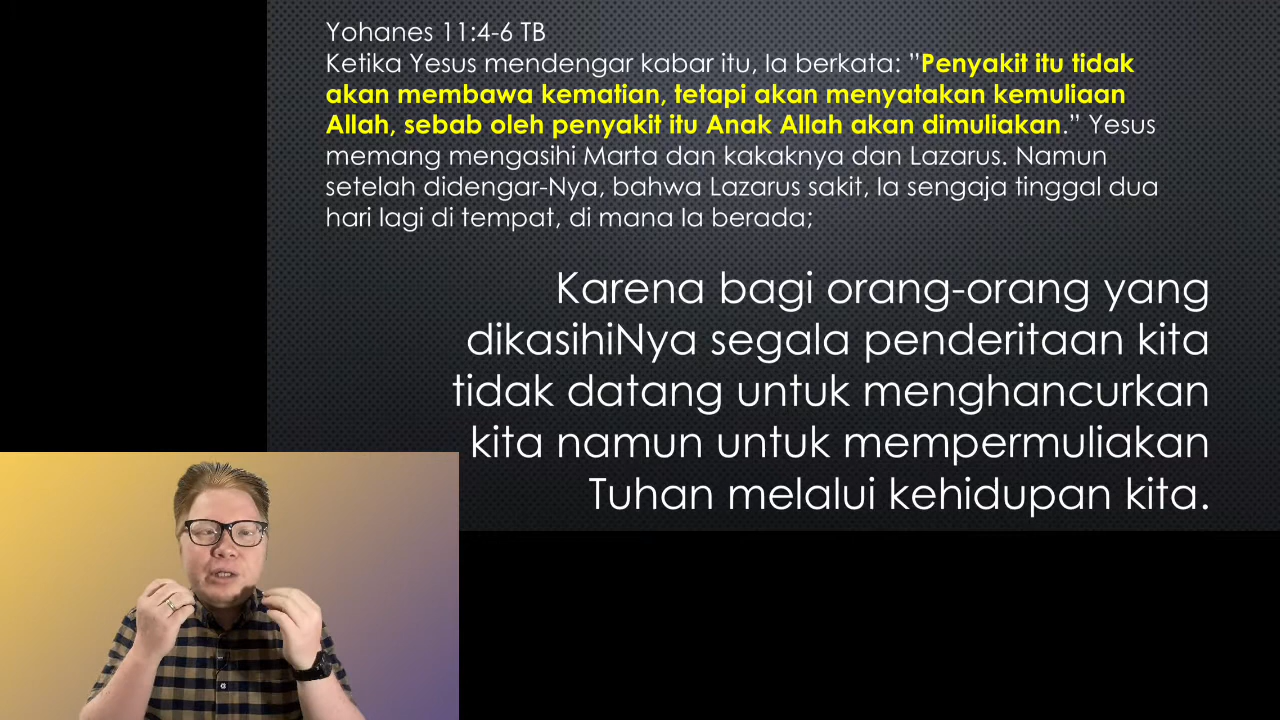 Yohanes 11:4-6 TB
Ketika Yesus mendengar kabar itu, Ia berkata: ”Penyakit itu tidak
akan membawa kematian, tetapi akan menyatakan kemuliaan
Allah, sebab oleh penyakit itu Anak Allah akan dimuliakan.” Yesus
memang mengasihi Marta dan kakaknya dan Lazarus. Namun
setelah didengar-Nya, bahwa Lazarus sakit, Ia sengaja tinggal dua
hari lagi di tempat, di mana Ia berada;
Karena bagi orang-orang yang
dikasihiNya segala penderitaan kita
tidak datang untuk menghancurkan
kita namun untuk mempermuliakan
Tuhan melalui kehidupan kita.